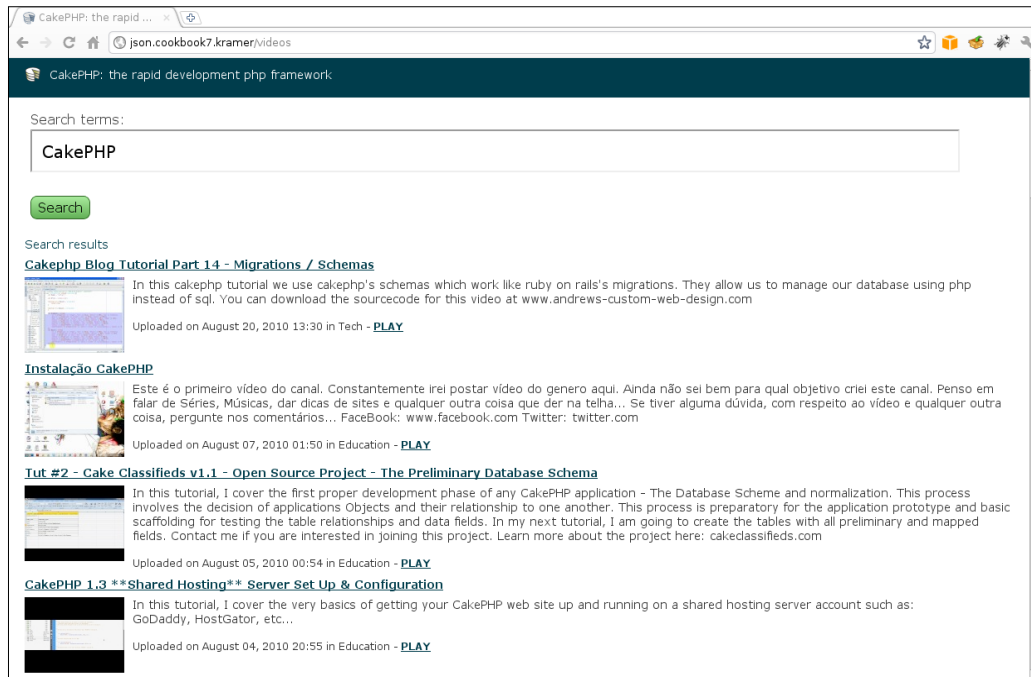 CakePHP: the rapid ...
json.cookbook7.kramer/videos
CakePHP: the rapid development php framework
Search terms:
CakePHP
Search
Search results
Cakephp Blog Tutorial Part 14 - Migrations / Schemas
In this cakephp tutorial we use cakephp's schemas which work like ruby on rails's migrations. They allow us to manage our database using php
instead of sql. You can download the sourcecode for this video at www.andrews-custom-web-design.com
Uploaded on August 20, 2010 13:30 in Tech - PLAY
Instalação CakePHP
Este é o primeiro vídeo do canal. Constantemente irei postar vídeo do genero aqui. Ainda não sei bem para qual objetivo criei este canal. Penso em
falar de Séries, Músicas, dar dicas de sites e qualquer outra coisa que der na telha... Se tiver alguma dúvida, com respeito ao vídeo e qualquer outra
coisa, pergunte nos comentários... FaceBook: www.facebook.com Twitter: twitter.com
Uploaded on August 07, 2010 01:50 in Education - PLAY
Tut #2 - Cake Classifieds v1.1 - Open Source Project - The Preliminary Database Schema
In this tutorial, I cover the first proper development phase of any CakePHP application - The Database Scheme and normalization. This process
involves the decision of applications Objects and their relationship to one another. This process is preparatory for the application prototype and basic
scaffolding for testing the table relationships and data fields. In my next tutorial, I am going to create the tables with all preliminary and mapped
fields. Contact me if you are interested in joining this project. Learn more about the project here: cakeclassifieds.com
Uploaded on August 05, 2010 00:54 in Education - PLAY
CakePHP 1.3 **Shared Hosting** Server Set Up & Configuration
In this tutorial, I cover the very basics of getting your CakePHP web site up and running on a shared hosting server account such as:
GoDaddy, HostGator, etc...
Uploaded on August 04, 2010 20:55 in Education - PLAY